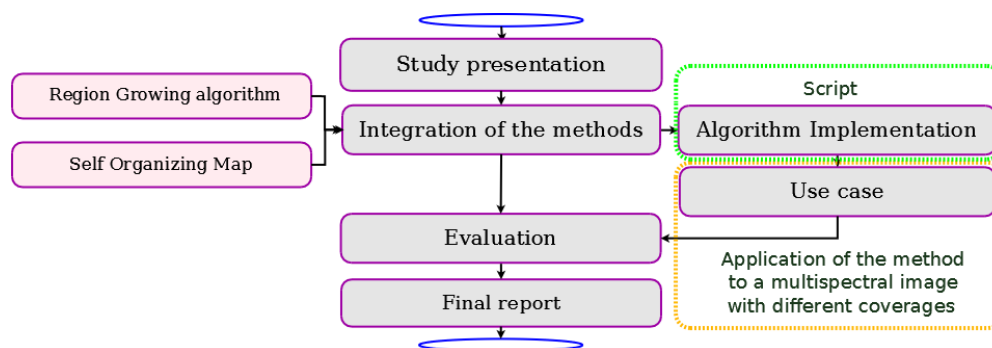 Study presentation
Region Growing algorithm
Script
Integration of the methods
Algorithm Implementation
Self Organizing Map
Use case
Evaluation
Application of the method
to a multispectral image
with different coverages
Final report